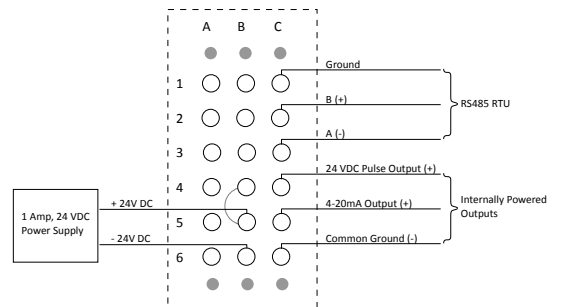 A B C
1
2
3
4
5
6
Ground
B (+)
A (-)
RS485 RTU
24 VDC Pulse Output (+)
4-20mA Output (+)
Common Ground (-)
Internally Powered
Outputs
+ 24V DC
- 24V DC
1 Amp, 24 VDC
Power Supply